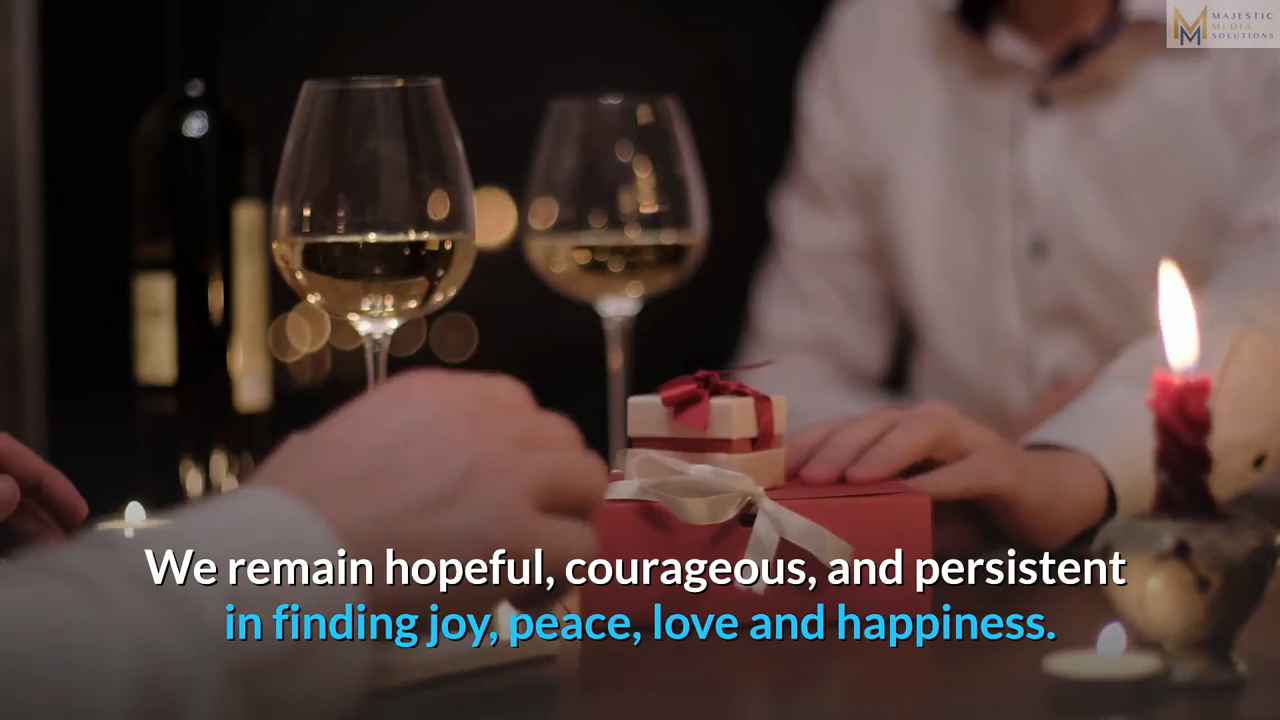 MAJESTIC
MEDIA
SOLUTIONS
We remain hopeful, courageous, and persistent
in finding joy, peace, love and happiness.